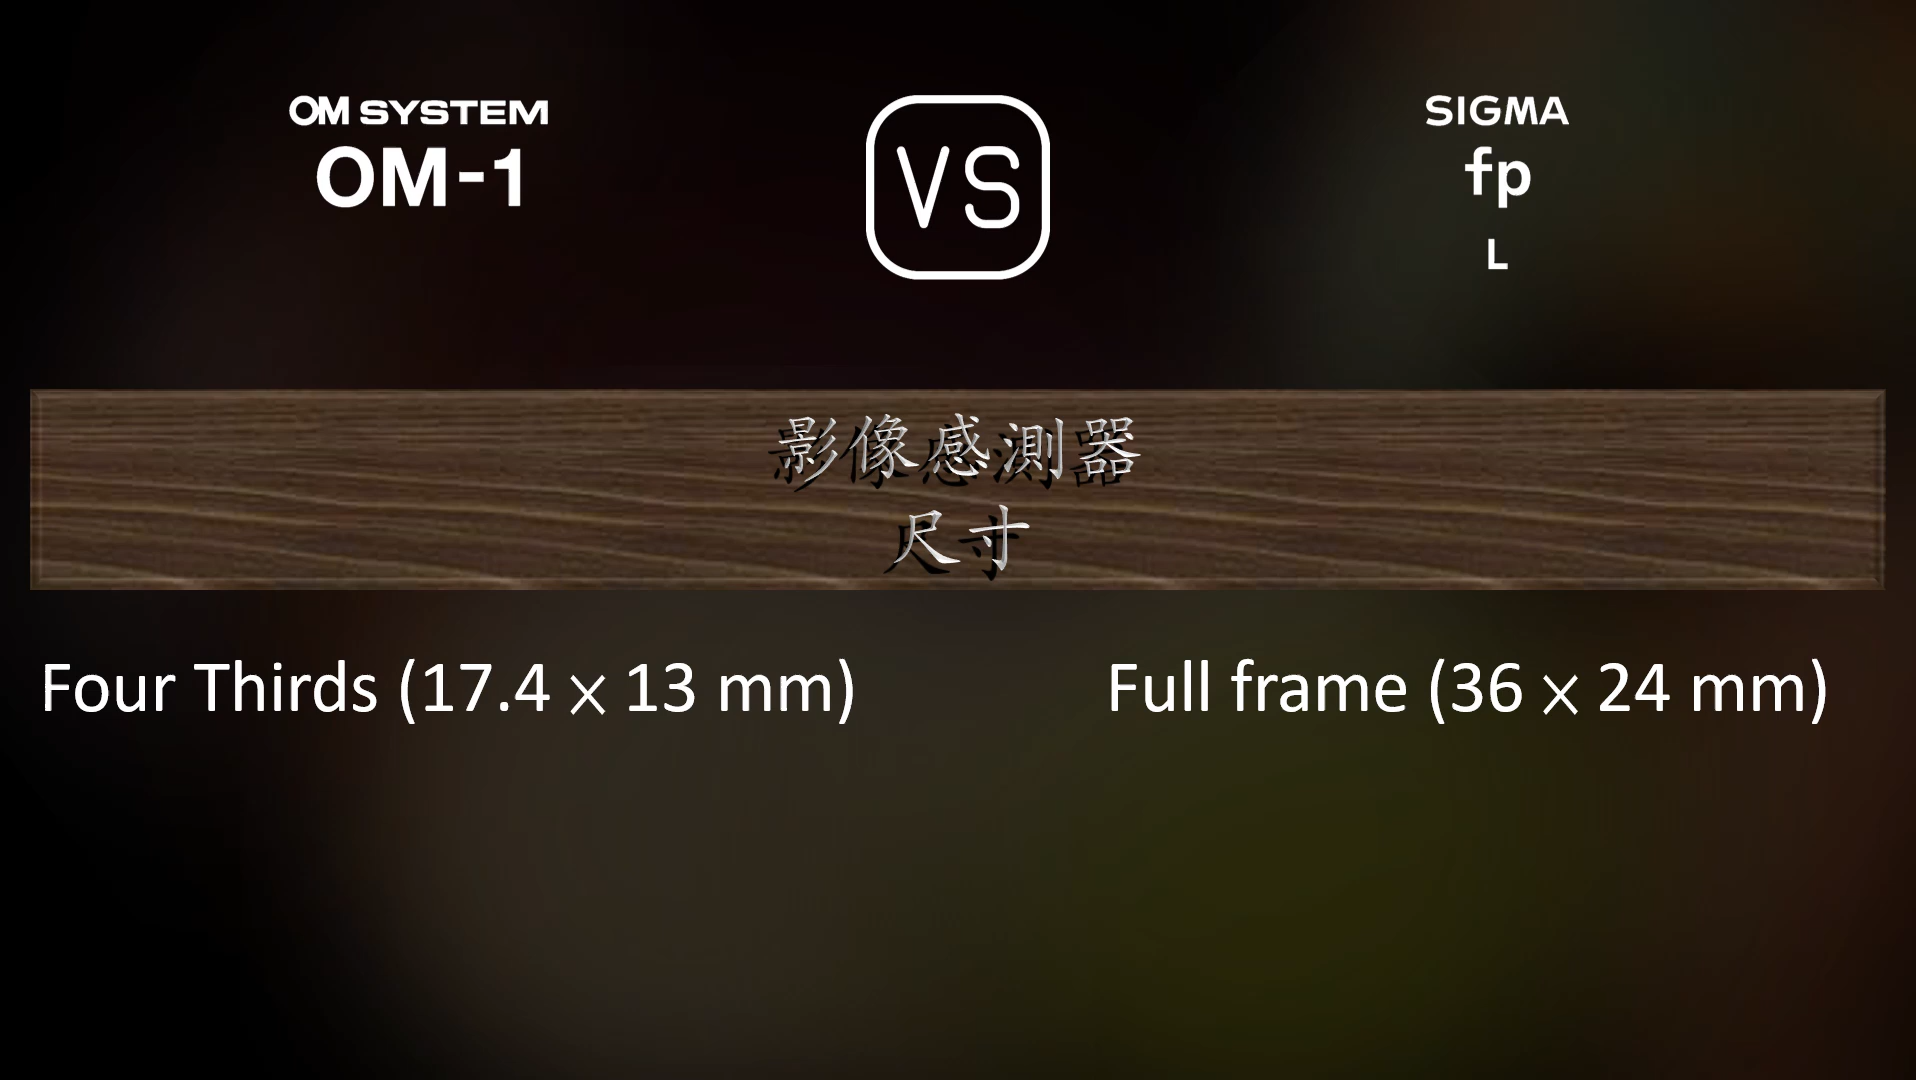 OM SYSTEM
OM-1
VS
SIGMA
fp
L
影像感測器
尺寸
Four Thirds (17.4 x 13 mm)
Full frame (36 x 24 mm)